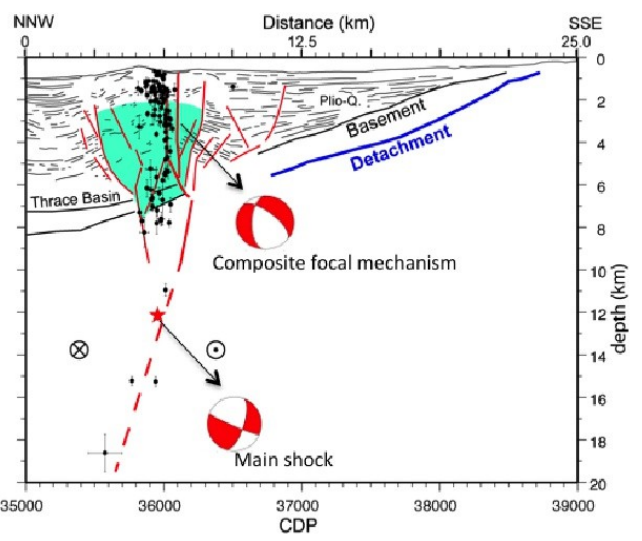 NNW Distance (km) SSE
0 12.5 25.0
0
2
4
6
8
10
12
14
16
18
20
depth (km)
Plio-Q.
Basement
Detachment
Thrace Basin
Composite focal mechanism
Main shock
35000 36000 37000 38000 39000
CDP